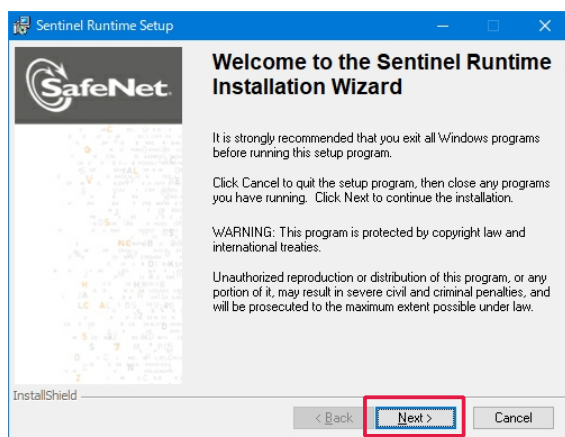 Sentinel Runtime Setup
SafeNet.
Welcome to the Sentinel Runtime
Installation Wizard
It is strongly recommended that you exit all Windows programs
before running this setup program.
Click Cancel to quit the setup program, then close any programs
you have running. Click Next to continue the installation.
WARNING: This program is protected by copyright law and
international treaties.
Unauthorized reproduction or distribution of this program, or any
portion of it, may result in severe civil and criminal penalties, and
will be prosecuted to the maximum extent possible under law.
InstallShield
< Back
Next >
Cancel